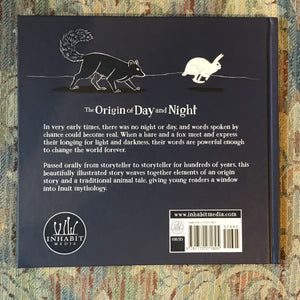 The Origin of Day and Night
In very early times, there was no night or day, and words spoken by
chance could become real. When a hare and a fox meet and express
their longing for light and darkness, their words are powerful enough
to change the world forever.
Passed orally from storyteller to storyteller for hundreds of years, this
beautifully illustrated story weaves together elements of an origin
story and a traditional animal tale, giving young readers a window
into Inuit mythology.
INHABIT
MEDIA
www.inhabitmedia.com